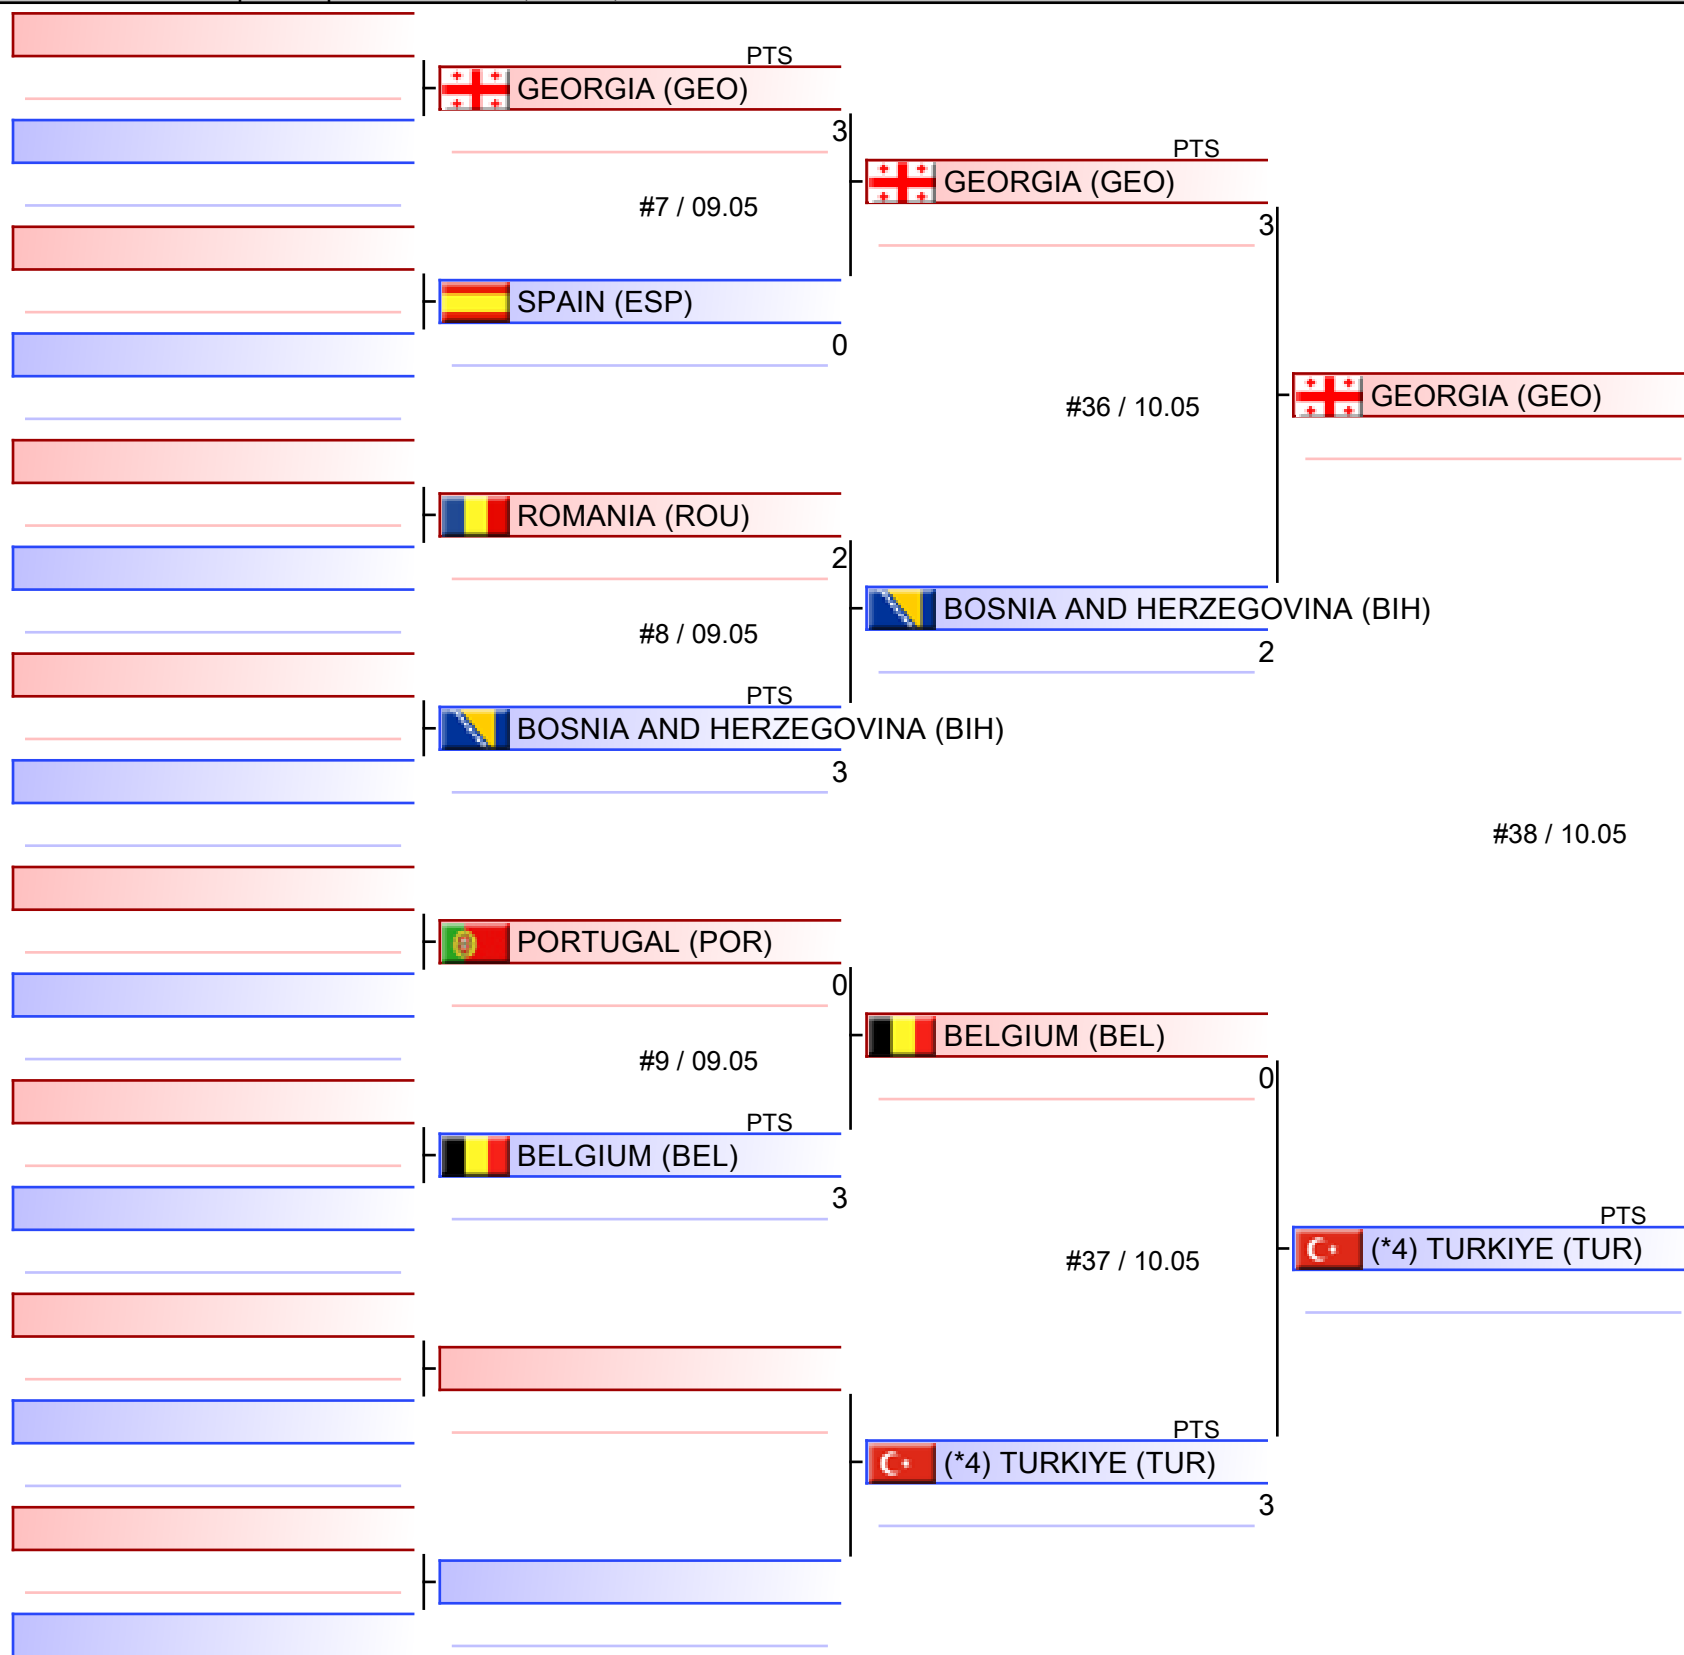 PTS
GEORGIA (GEO)
3
PTS
GEORGIA (GEO)
#7 / 09.05
3
SPAIN (ESP)
0
GEORGIA (GEO)
#36 / 10.05
ROMANIA (ROU)
2
BOSNIA AND HERZEGOVINA (BIH)
#8 / 09.05
2
PTS
BOSNIA AND HERZEGOVINA (BIH)
3
#38 / 10.05
PORTUGAL (POR)
0
BELGIUM (BEL)
#9 / 09.05
0
PTS
BELGIUM (BEL)
3
PTS
(*4) TURKIYE (TUR)
#37 / 10.05
PTS
(*4) TURKIYE (TUR)
3